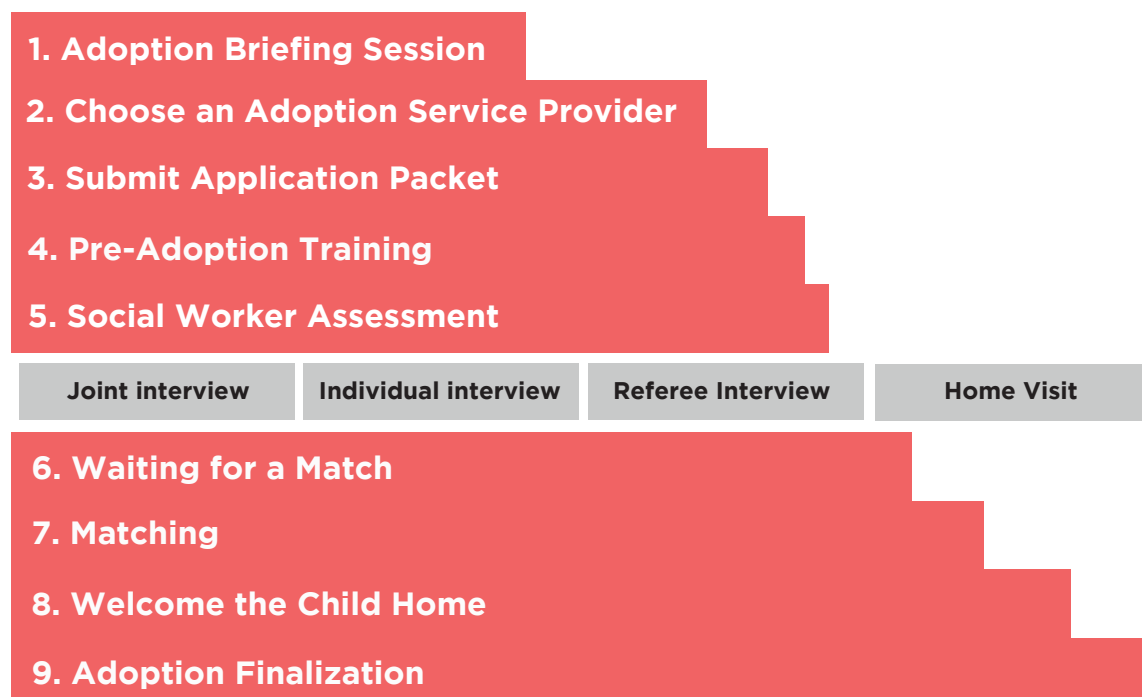 1. Adoption Briefing Session
2. Choose an Adoption Service Provider
3. Submit Application Packet
4. Pre-Adoption Training
5. Social Worker Assessment
Joint interview Individual interview Referee Interview Home Visit
6. Waiting for a Match
7. Matching
8. Welcome the Child Home
9. Adoption Finalization